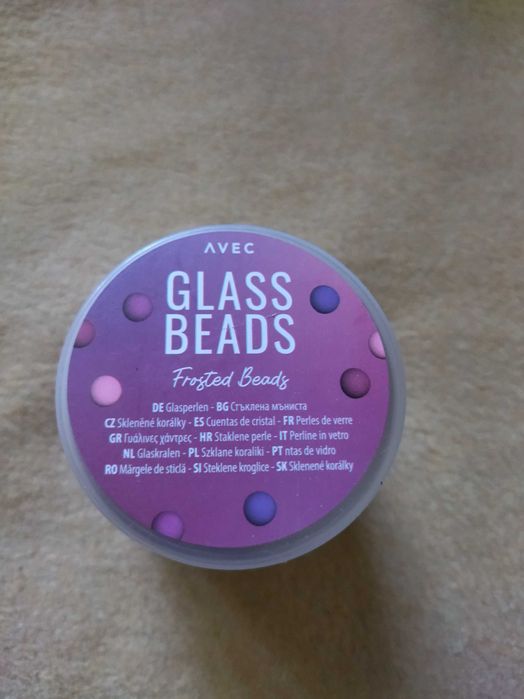 AVEC
GLASS
BEADS
Frosted Beads
DE Glasperlen - BG Стъклена мъниста
CZ Skleněné korálky - ES Cuentas de cristal - FR Perles de verre
GR Γυάλινες χάντρες - HR Staklene perle - IT Perline in vetro
NL Glaskralen - PL Szklane koraliki - PT ntas de vidro
RO Mărgele de sticlă - SI Steklene kroglice - SK Sklenené korálky